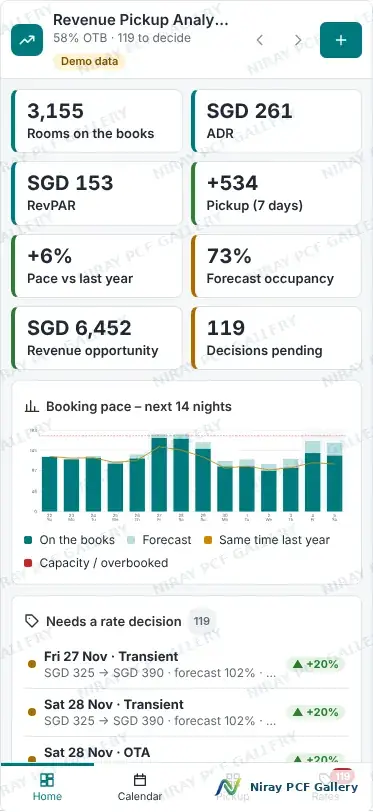 Revenue Pickup Analy...
58% OTB · 119 to decide
Demo data
3,155
Rooms on the books
SGD 261
ADR
SGD 153
RevPAR
+534
Pickup (7 days)
+6%
Pace vs last year
73%
Forecast occupancy
SGD 6,452
Revenue opportunity
119
Decisions pending
Booking pace – next 14 nights
On the books
Forecast
Same time last year
Capacity / overbooked
Needs a rate decision 119
Fri 27 Nov · Transient
SGD 325 → SGD 390 · forecast 102% · ...
▲ +20%
Sat 28 Nov · Transient
SGD 325 → SGD 390 · forecast 102% · ...
▲ +20%
Sat 28 Nov · OTA
▲ +20%
Home
Calendar
Pickup
119
Rates
Niray PCF Gallery
NIRAY PCF GALLERY